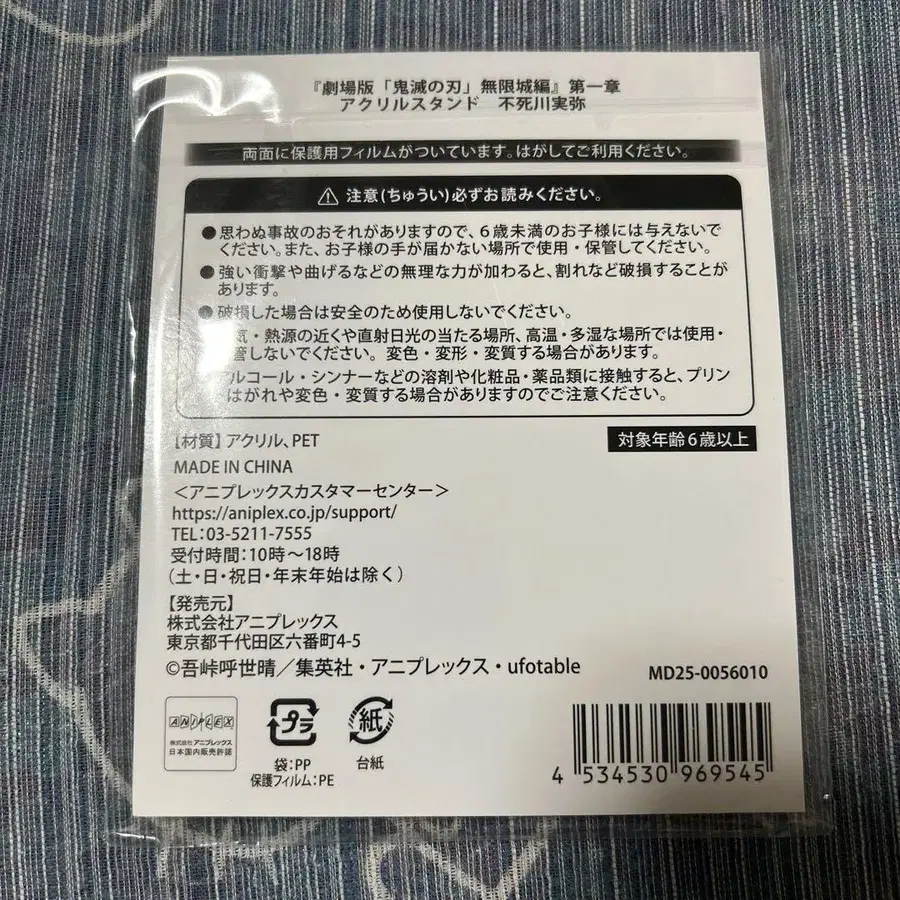 『劇場版「鬼滅の刃」無限城編』第一章
アクリルスタンド 不死川実弥
両面に保護用フィルムがついています。はがしてご利用ください。
注意(ちゅうい)必ずお読みください。
●思わぬ事故のおそれがありますので、6歳未満のお子様には与えないで
ください。また、お子様の手が届かない場所で使用・保管してください。
●強い衝撃や曲げるなどの無理な力が加わると、割れなど破損することが
あります。
●破損した場合は安全のため使用しないでください。
気・熱源の近くや直射日光の当たる場所、高温・多湿な場所では使用・
管しないでください。変色・変形・変質する場合があります。
アルコール・シンナーなどの溶剤や化粧品・薬品類に接触すると、プリン
はがれや変色・変質する場合がありますのでご注意ください。
【材質】アクリル、PET
対象年齢6歳以上
MADE IN CHINA
＜アニプレックスカスタマーセンター＞
https://aniplex.co.jp/support/
TEL:03-5211-7555
受付時間:10時〜18時
(土・日・祝日・年末年始は除く)
【発売元】
株式会社アニプレックス
東京都千代田区六番町4-5
©吾峠呼世晴／集英社・アニプレックス・ufotable
MD25-0056010
ANIPLEX
株式会社アニプレックス
日本国内販売許諾
プラ
袋:PP
保護フィルム:PE
紙
台紙
4 534530 969545